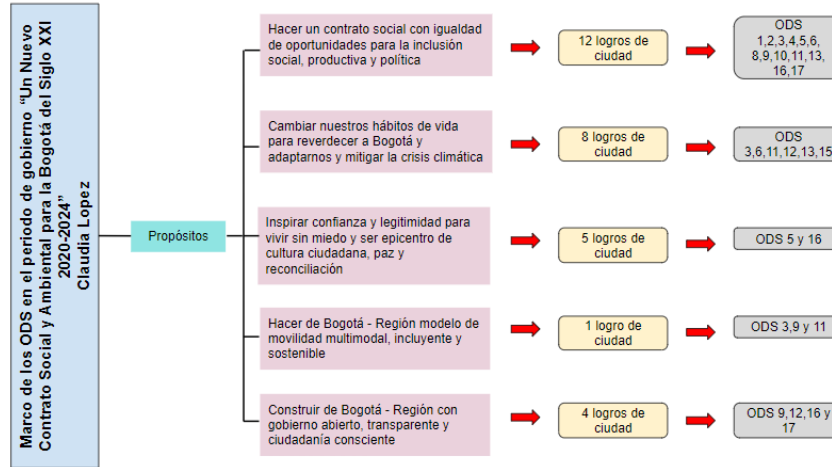 Marco de los ODS en el periodo de gobierno “Un Nuevo
Contrato Social y Ambiental para la Bogotá del Siglo XXI
2020-2024”
Claudia Lopez
Propósitos
Hacer un contrato social con igualdad
de oportunidades para la inclusión
social, productiva y política
12 logros de
ciudad
ODS
1,2,3,4,5,6,
8,9,10,11,13,
16,17
Cambiar nuestros hábitos de vida
para reverdecer a Bogotá y
adaptarnos y mitigar la crisis climática
8 logros de
ciudad
ODS
3,6,11,12,13,15
Inspirar confianza y legitimidad para
vivir sin miedo y ser epicentro de
cultura ciudadana, paz y
reconciliación
5 logros de
ciudad
ODS 5 y 16
Hacer de Bogotá - Región modelo de
movilidad multimodal, incluyente y
sostenible
1 logro de
ciudad
ODS 3,9 y 11
Construir de Bogotá - Región con
gobierno abierto, transparente y
ciudadanía consciente
4 logros de
ciudad
ODS 9,12,16 y
17